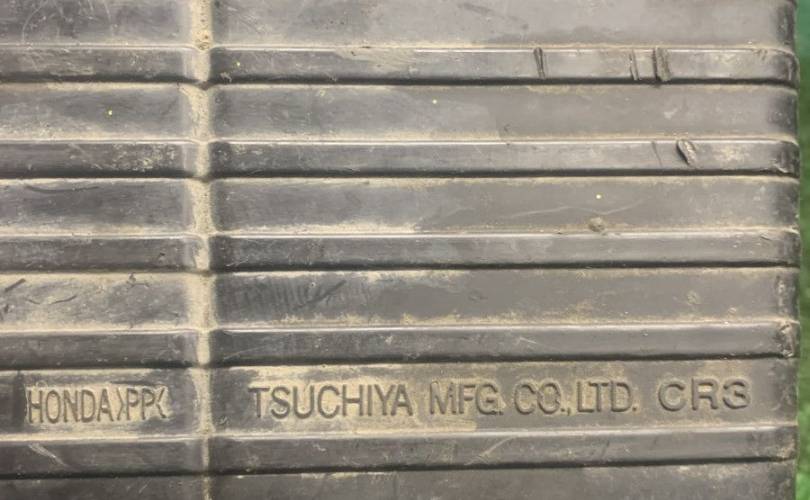 HONDA >PP< TSUCHIYA MFG. CO., LTD. CR3